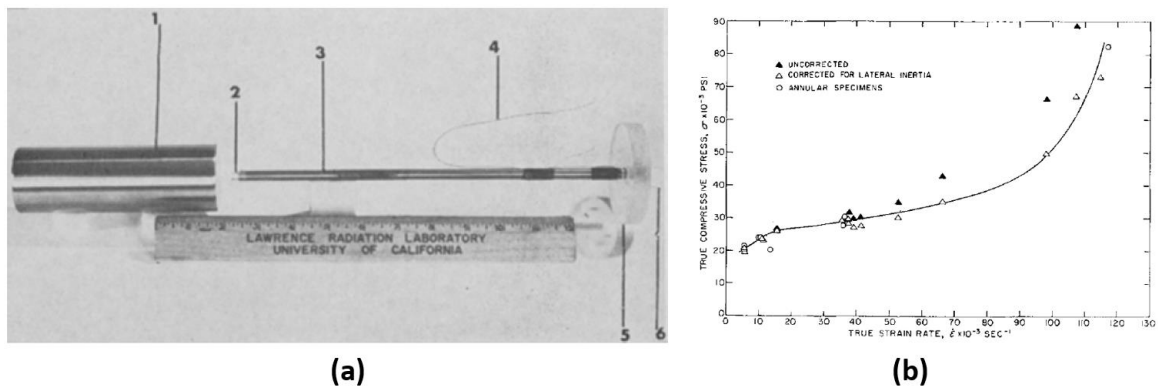 1
2
3
4
5
6
LAWRENCE RADIATION LABORATORY
UNIVERSITY OF CALIFORNIA
(a)
TRUE COMPRESSIVE STRESS, σ×10⁻³ PSI
90
80
70
60
50
40
30
20
10
0
▲ UNCORRECTED
△ CORRECTED FOR LATERAL INERTIA
○ ANNULAR SPECIMENS
0 10 20 30 40 50 60 70 80 90 100 110 120 130
TRUE STRAIN RATE, ε̇×10⁻³ SEC⁻¹
(b)